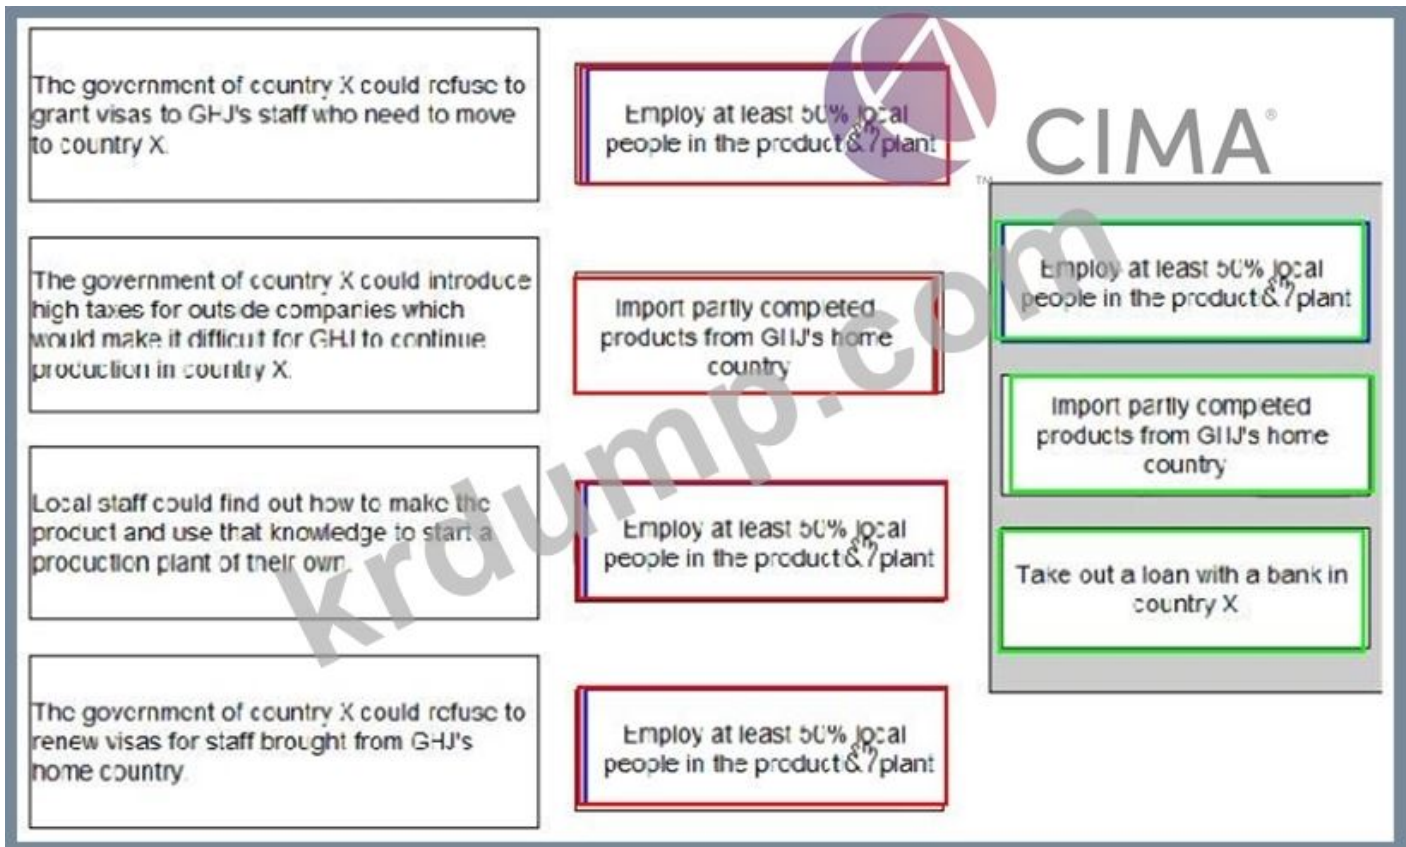 The government of country X could refuse to
grant visas to GHJ's staff who need to move
to country X.
Employ at least 50% local
people in the product plant
CIMA®
™
The government of country X could introduce
high taxes for outside companies which
would make it difficult for GHJ to continue
production in country X.
Import partly completed
products from GHJ's home
country
Employ at least 50% local
people in the product plant
Import partly completed
products from GHJ's home
country
Local staff could find out how to make the
product and use that knowledge to start a
production plant of their own.
Employ at least 50% local
people in the product plant
Take out a loan with a bank in
country X
The government of country X could refuse to
renew visas for staff brought from GHJ's
home country.
Employ at least 50% local
people in the product plant
krdump.com